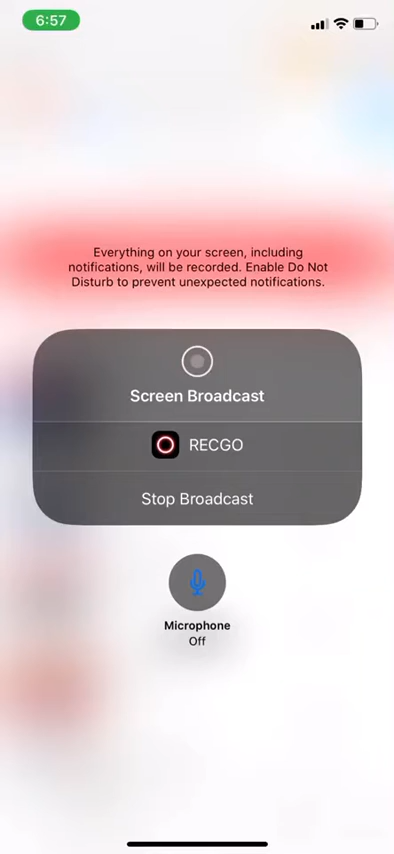 6:57
Everything on your screen, including
notifications, will be recorded. Enable Do Not
Disturb to prevent unexpected notifications.
Screen Broadcast
RECGO
Stop Broadcast
Microphone
Off